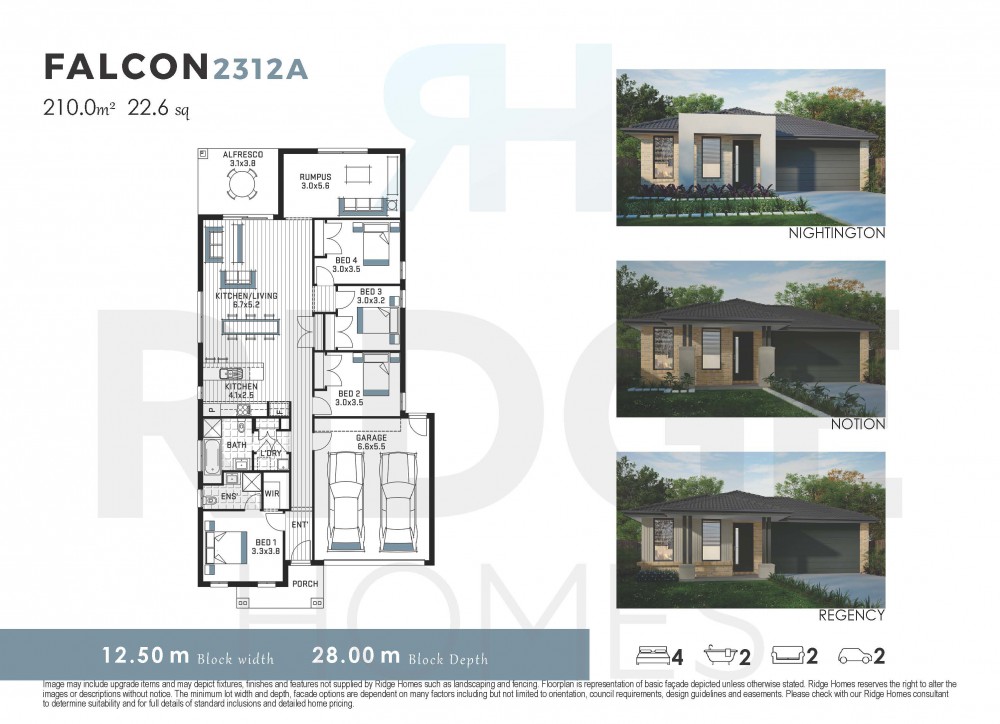 FALCON 2312A
210.0m² 22.6 sq
ALFRESCO
3.1x3.8
RUMPUS
3.0x5.6
BED 4
3.0x3.5
KITCHEN/LIVING
6.7x5.2
BED 3
3.0x3.2
KITCHEN
4.1x2.5
BED 2
3.0x3.5
P
F
BATH
L'DRY
GARAGE
6.6x5.5
ENS'
WIR
BED 1
3.3x3.8
ENT'
PORCH
NIGHTINGTON
NOTION
REGENCY
RH
RIDGE
HOMES
12.50 m Block width 28.00 m Block Depth
4 2 2 2
Image may include upgrade items and may depict fixtures, finishes and features not supplied by Ridge Homes such as landscaping and fencing. Floorplan is representation of basic façade depicted unless otherwise stated. Ridge Homes reserves the right to alter the
images or descriptions without notice. The minimum lot width and depth, facade options are dependent on many factors including but not limited to orientation, council requirements, design guidelines and easements. Please check with our Ridge Homes consultant
to determine suitability and for full details of standard inclusions and detailed home pricing.